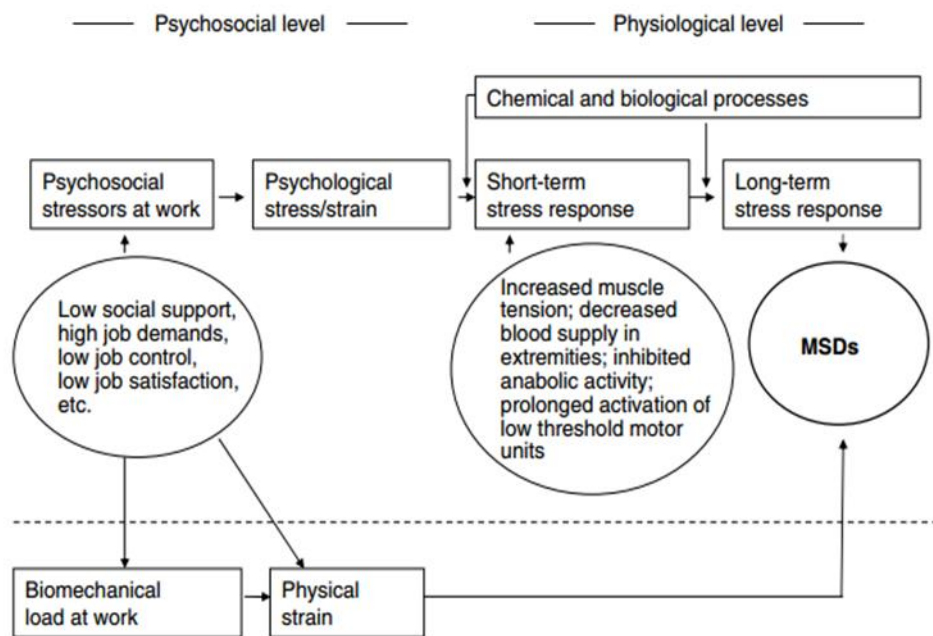 Psychosocial level
Physiological level
Chemical and biological processes
Psychosocial
stressors at work
Psychological
stress/strain
Short-term
stress response
Long-term
stress response
Low social support,
high job demands,
low job control,
low job satisfaction,
etc.
Increased muscle
tension; decreased
blood supply in
extremities; inhibited
anabolic activity;
prolonged activation of
low threshold motor
units
MSDs
Biomechanical
load at work
Physical
strain